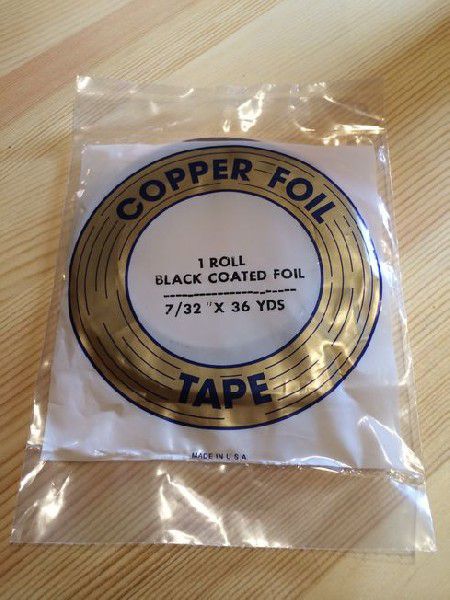 COPPER FOIL
1 ROLL
BLACK COATED FOIL
7/32 " X 36 YDS
TAPE
MADE IN U S A